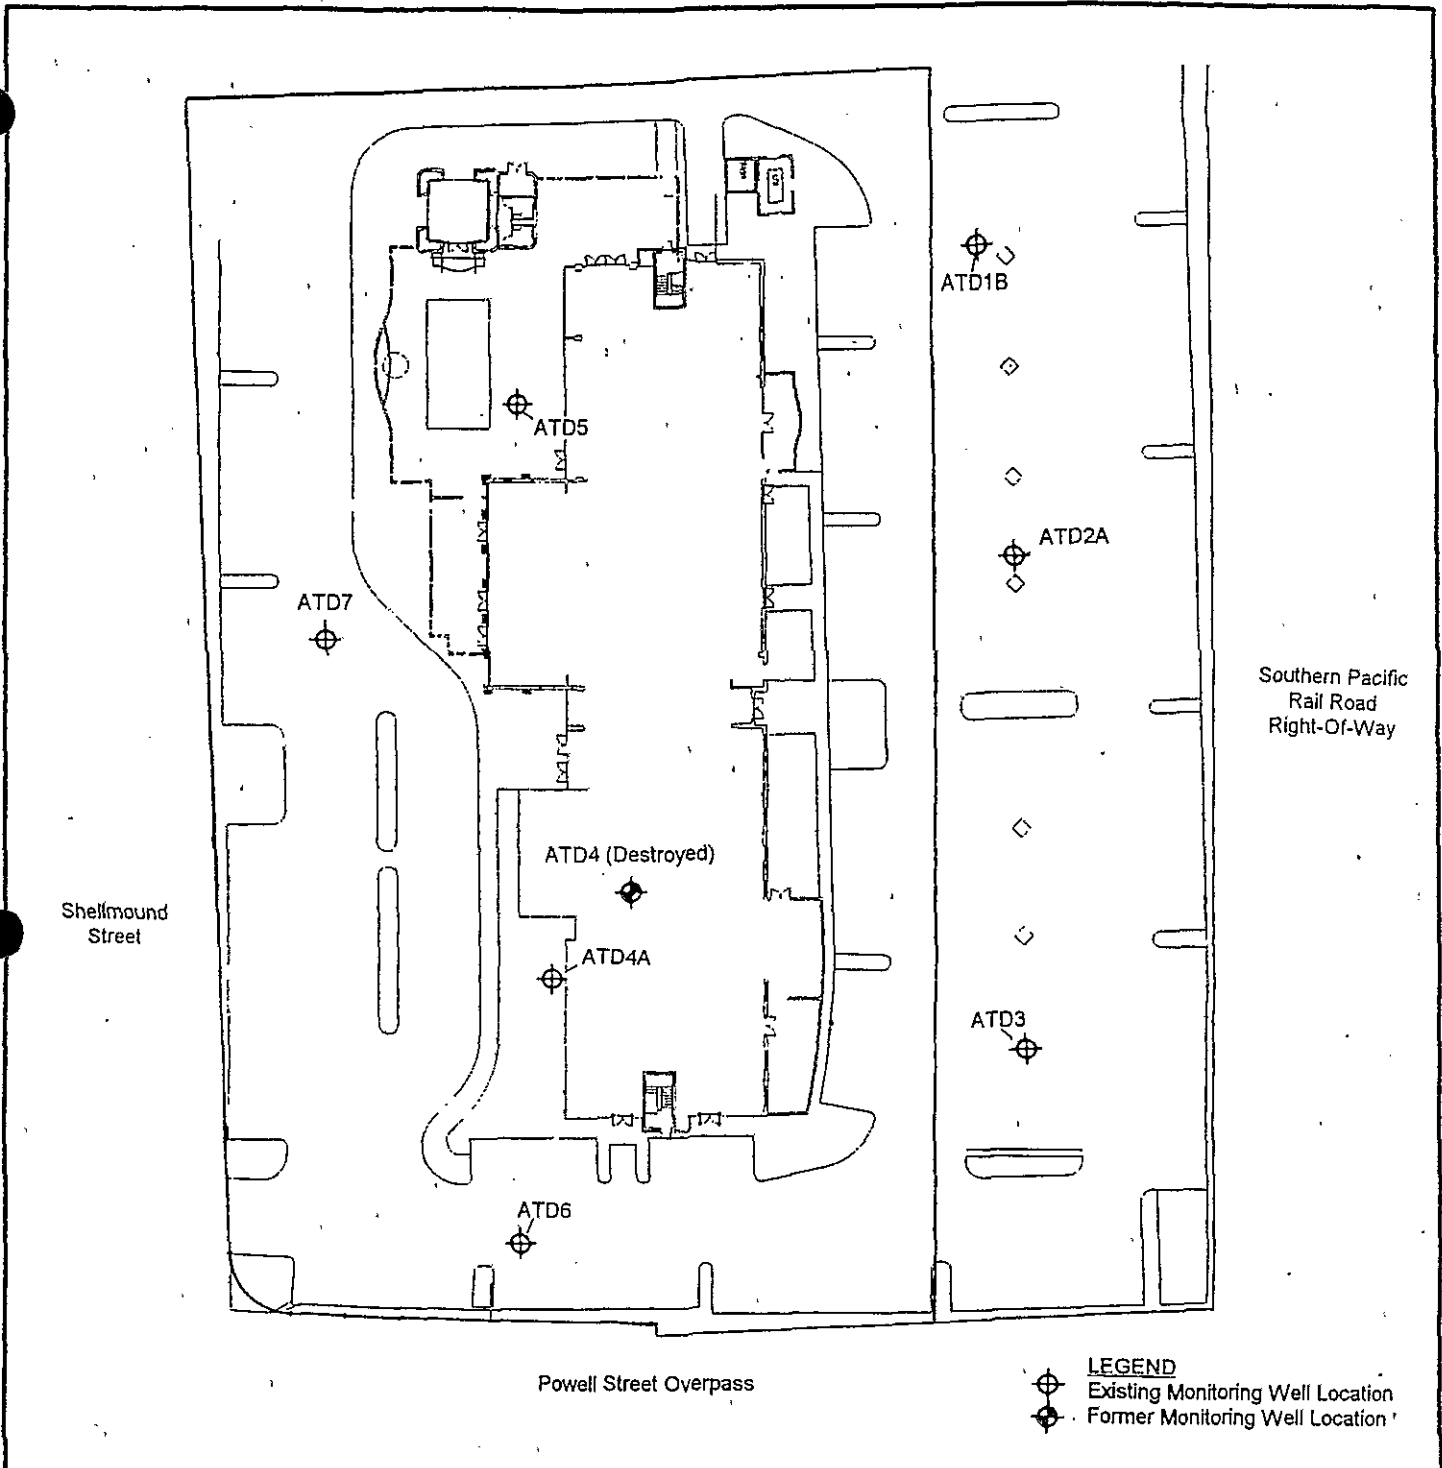 ATD1B
ATD5
ATD2A
ATD7
Southern Pacific
Rail Road
Right-Of-Way
ATD4 (Destroyed)
Shellmound
Street
ATD4A
ATD3
ATD6
Powell Street Overpass
LEGEND
Existing Monitoring Well Location
Former Monitoring Well Location